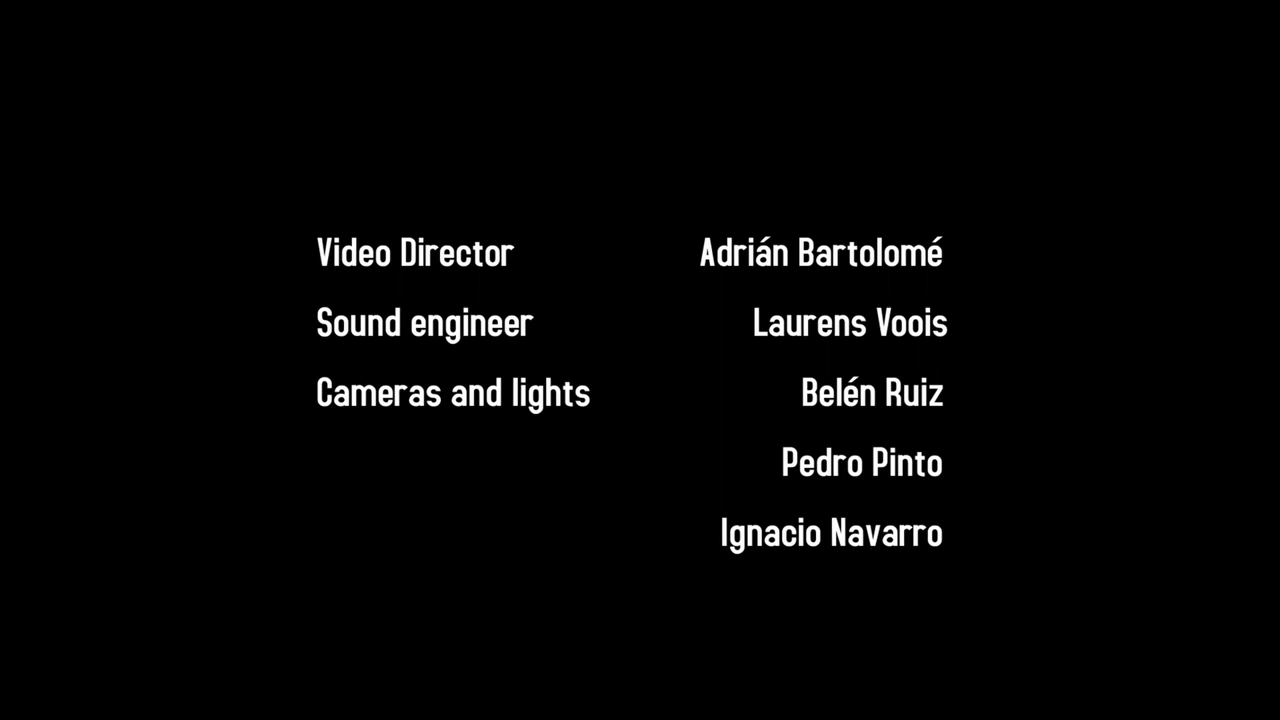 Video Director Adrián Bartolomé
Sound engineer Laurens Voois
Cameras and lights Belén Ruiz
Pedro Pinto
Ignacio Navarro